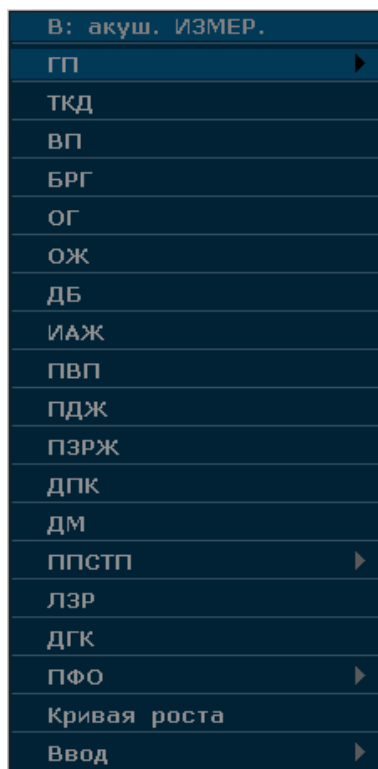 В: акуш. ИЗМЕР.
ГП
ТКД
ВП
БРГ
ОГ
ОЖ
ДБ
ИАЖ
ПВП
ПДЖ
ПЗРЖ
ДПК
ДМ
ППСТП
ЛЗР
ДГК
ПФО
Кривая роста
Ввод